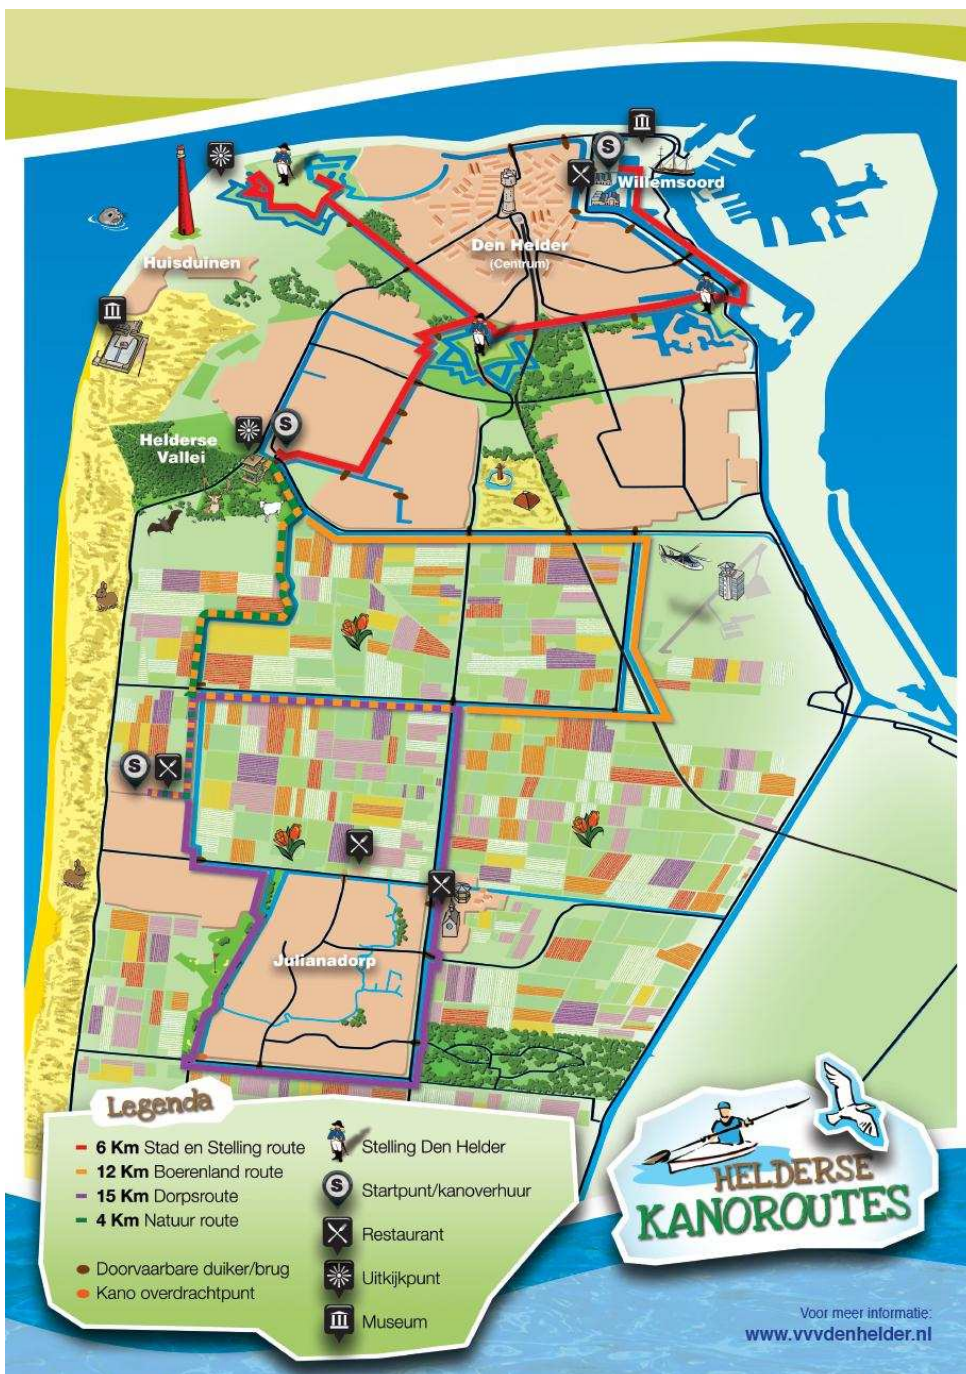 S
Willemsoord
Den Helder
(Centrum)
Huisduinen
S
Helderse
Vallei
S
Julianadorp
Legenda
6 Km Stad en Stelling route
12 Km Boerenland route
15 Km Dorpsroute
4 Km Natuur route
Doorvaarbare duiker/brug
Kano overdrachtpunt
Stelling Den Helder
S
Startpunt/kanoverhuur
Restaurant
Uitkijkpunt
Museum
HELDERSE
KANOROUTES
Voor meer informatie:
www.vvvdenhelder.nl